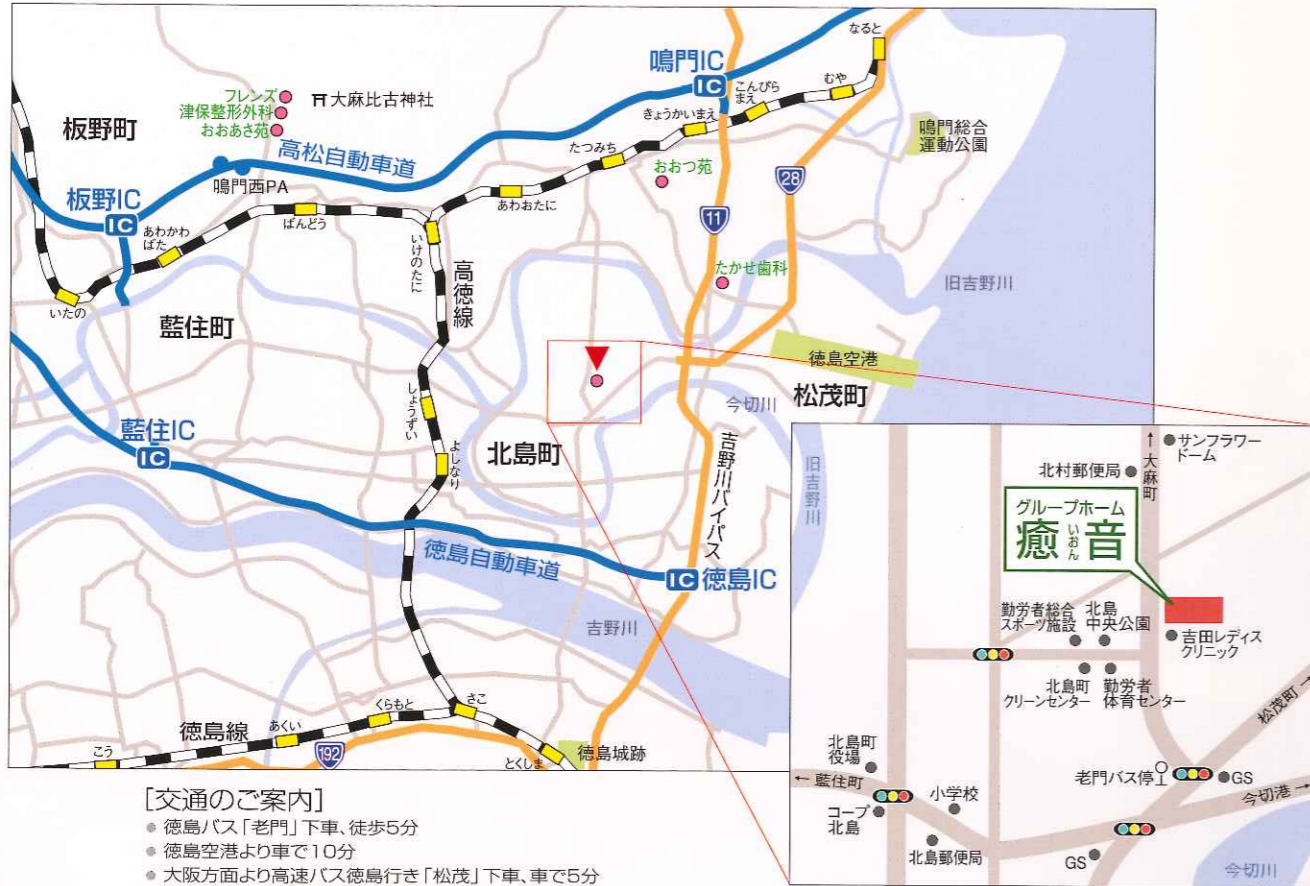 なると
鳴門IC
IC
こんぴら
まえ
むや
きょうかいまえ
フレンズ
津保整形外科
おおあさ苑
大麻比古神社
板野町
鳴門総合
運動公園
高松自動車道
たつみち
おおつ苑
28
鳴門西PA
板野IC
IC
あわおたに
11
あわかわ
ばた
ばんどう
いけのたに
高徳線
たかせ歯科
旧吉野川
いたの
藍住町
徳島空港
松茂町
今切川
しょうずい
藍住IC
IC
よしなり
北島町
吉野川バイパス
旧吉野川
徳島自動車道
IC 徳島IC
吉野川
徳島線
こう
あくい
くらもと
さこ
192
とくしま
徳島城跡
↑大麻町
サンフラワー
ドーム
北村郵便局
グループホーム
癒音
いおん
勤労者総合
スポーツ施設
北島
中央公園
吉田レディス
クリニック
北島町
クリーンセンター
勤労者
体育センター
松茂町→
北島町
役場
←藍住町
老門バス停
GS
今切港→
コープ
北島
小学校
北島郵便局
GS
今切川
[交通のご案内]
徳島バス「老門」下車、徒歩5分
徳島空港より車で10分
大阪方面より高速バス徳島行き「松茂」下車、車で5分